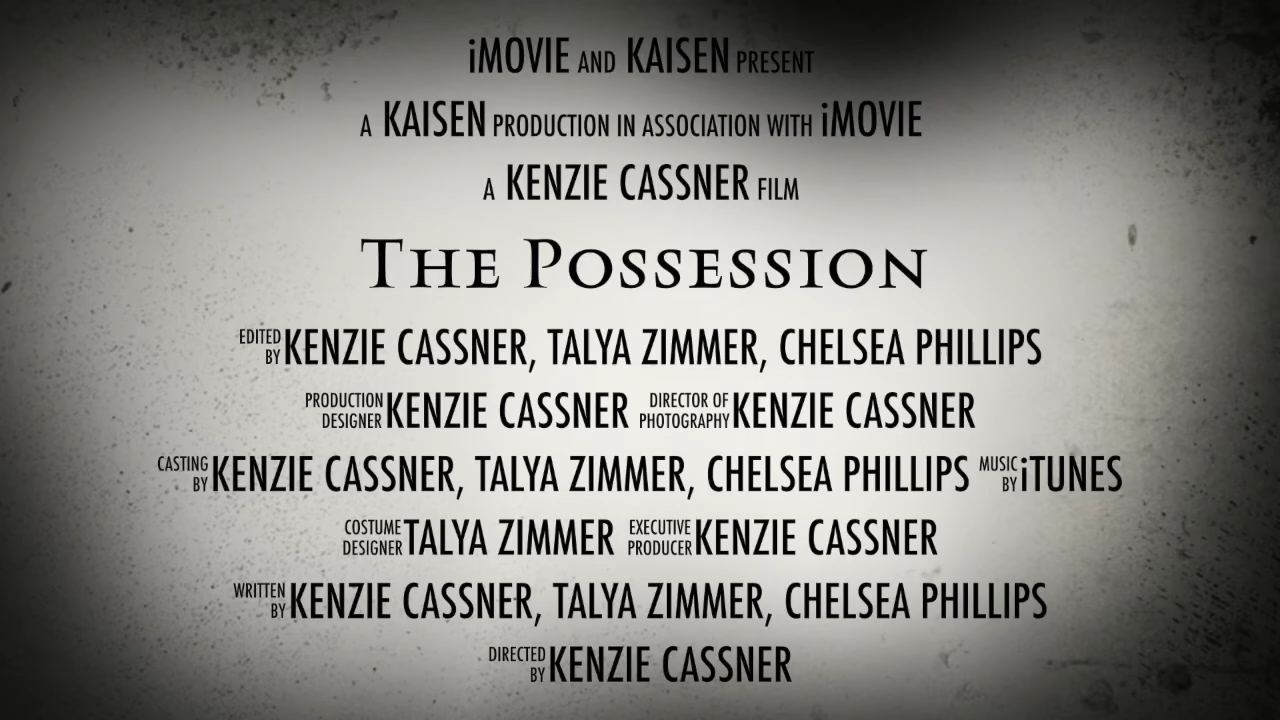 iMOVIE AND KAISEN PRESENT
A KAISEN PRODUCTION IN ASSOCIATION WITH iMOVIE
A KENZIE CASSNER FILM
THE POSSESSION
EDITED BY KENZIE CASSNER, TALYA ZIMMER, CHELSEA PHILLIPS
PRODUCTION DESIGNER KENZIE CASSNER DIRECTOR OF PHOTOGRAPHY KENZIE CASSNER
CASTING BY KENZIE CASSNER, TALYA ZIMMER, CHELSEA PHILLIPS MUSIC BY iTUNES
COSTUME DESIGNER TALYA ZIMMER EXECUTIVE PRODUCER KENZIE CASSNER
WRITTEN BY KENZIE CASSNER, TALYA ZIMMER, CHELSEA PHILLIPS
DIRECTED BY KENZIE CASSNER